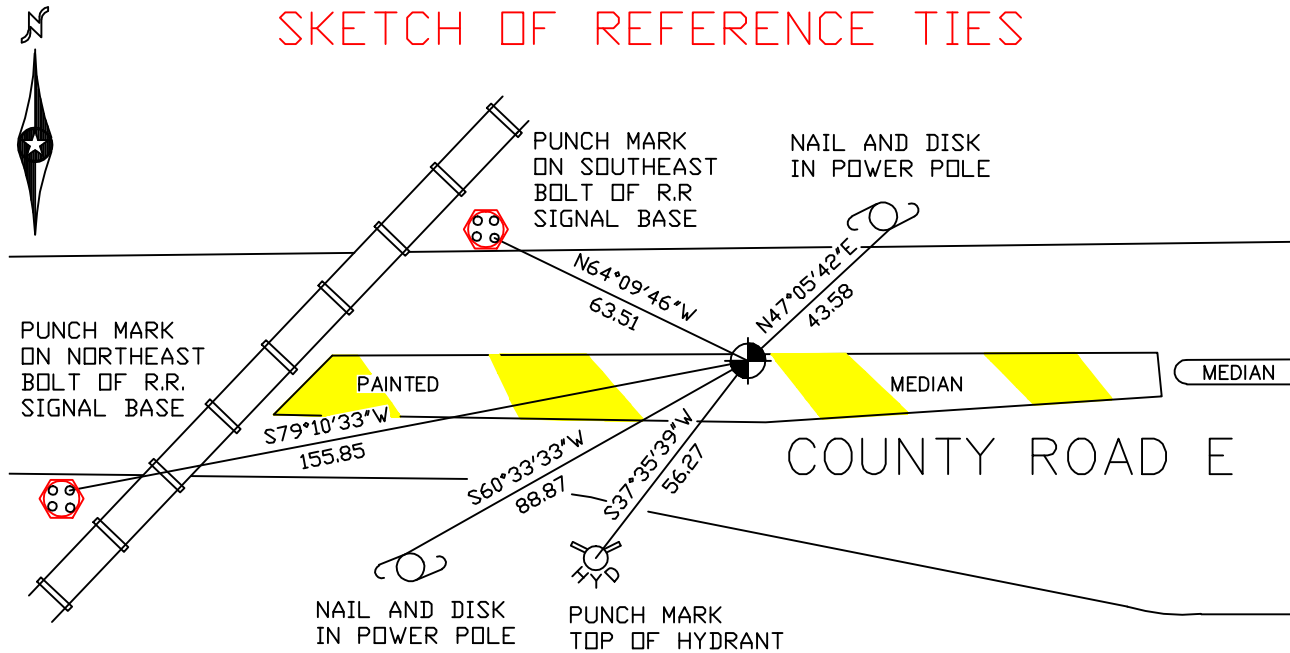 N
SKETCH OF REFERENCE TIES
PUNCH MARK
ON SOUTHEAST
BOLT OF R.R
SIGNAL BASE
NAIL AND DISK
IN POWER POLE
N64°09'46"W
63.51
N47°05'42"E
43.58
PUNCH MARK
ON NORTHEAST
BOLT OF R.R.
SIGNAL BASE
PAINTED
MEDIAN
MEDIAN
S79°10'33"W
155.85
S60°33'33"W
88.87
S37°35'39"W
56.27
COUNTY ROAD E
HYD
NAIL AND DISK
IN POWER POLE
PUNCH MARK
TOP OF HYDRANT